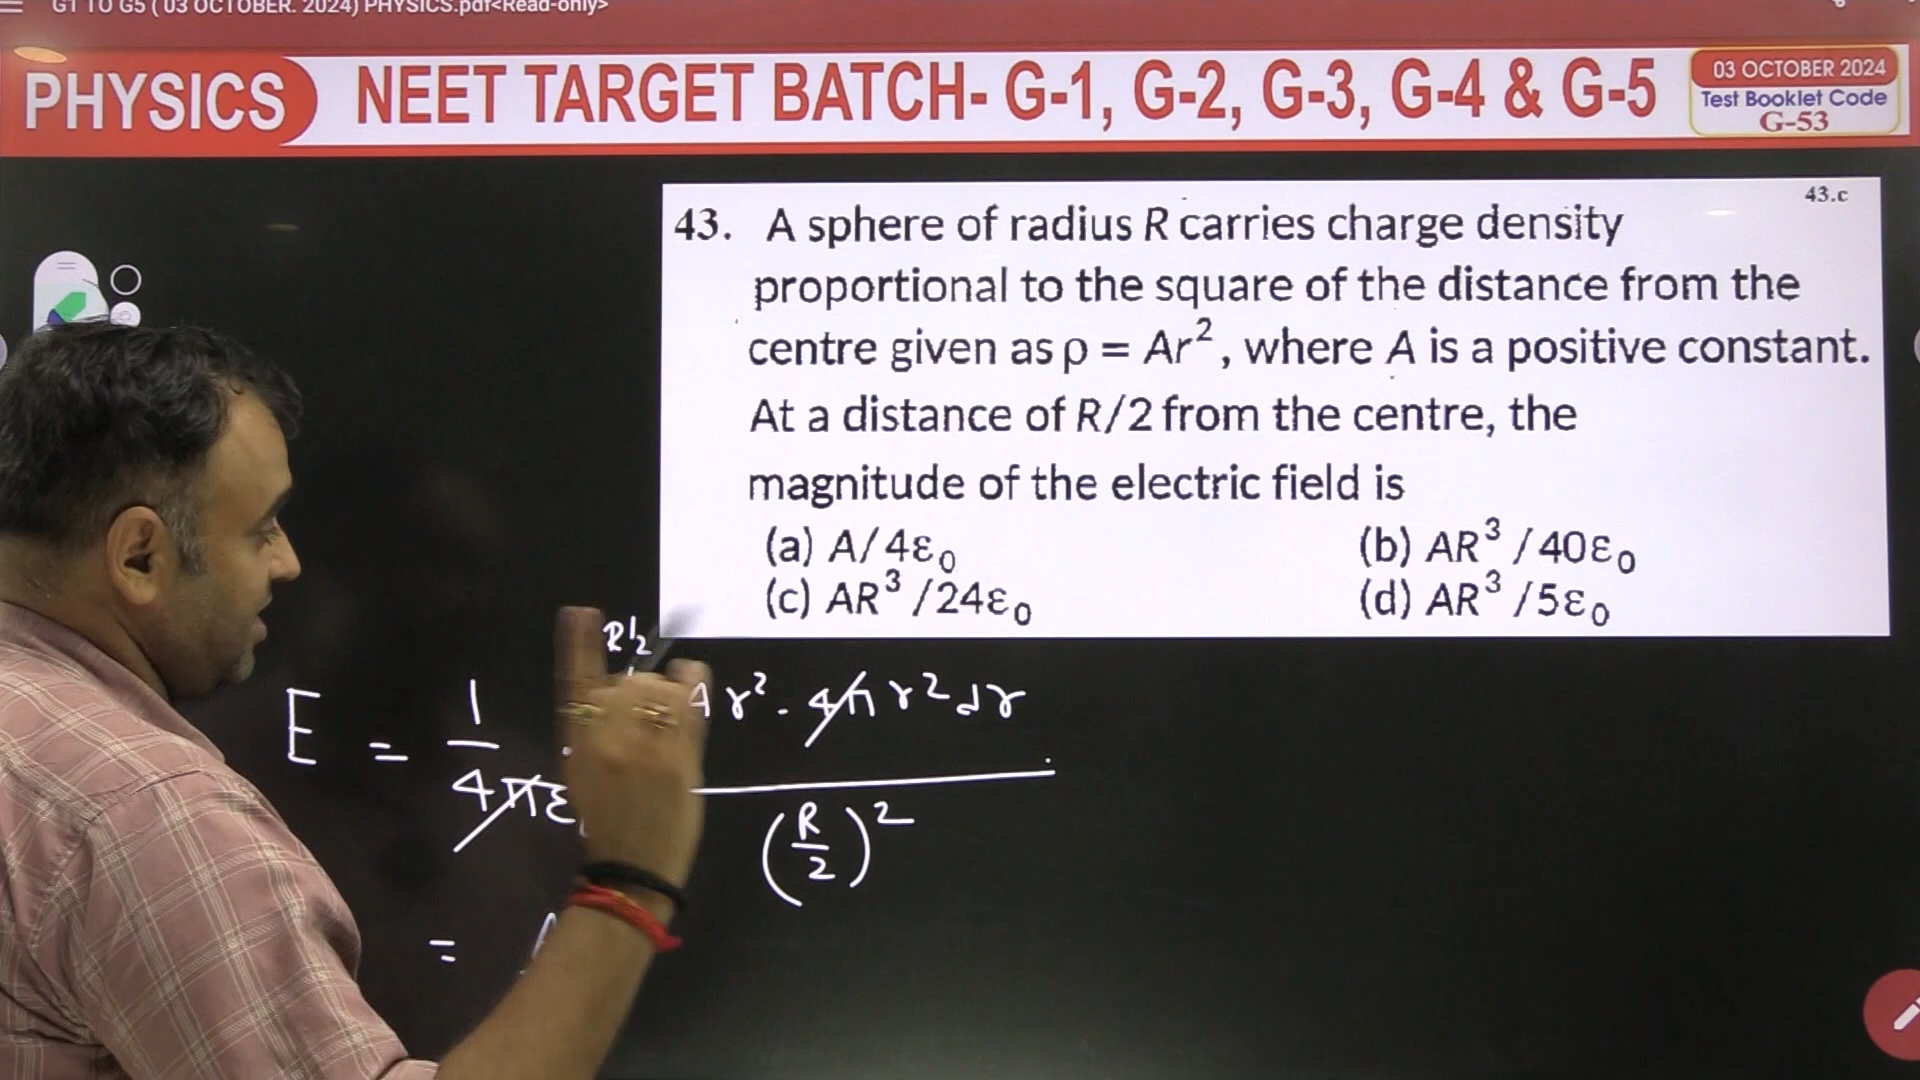 G1 TO G5 ( 03 OCTOBER. 2024) PHYSICS.pdf<Read-only>
PHYSICS
NEET TARGET BATCH- G-1, G-2, G-3, G-4 & G-5
03 OCTOBER 2024
Test Booklet Code
G-53
43.c
43. A sphere of radius R carries charge density
proportional to the square of the distance from the
centre given as ρ = Ar², where A is a positive constant.
At a distance of R/2 from the centre, the
magnitude of the electric field is
(a) A/4ε₀ (b) AR³/40ε₀
(c) AR³/24ε₀ (d) AR³/5ε₀
R/2
E = 1 Ar² · 4π r² dr
4πε
(R/2)²
=